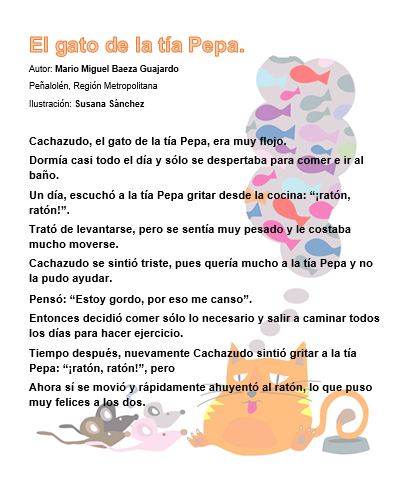 El gato de la tía Pepa.
Autor: Mario Miguel Baeza Guajardo
Peñalolén, Región Metropolitana
Ilustración: Susana Sánchez
Cachazudo, el gato de la tía Pepa, era muy flojo.
Dormía casi todo el día y sólo se despertaba para comer e ir al
baño.
Un día, escuchó a la tía Pepa gritar desde la cocina: “¡ratón,
ratón!”.
Trató de levantarse, pero se sentía muy pesado y le costaba
mucho moverse.
Cachazudo se sintió triste, pues quería mucho a la tía Pepa y no
la pudo ayudar.
Pensó: “Estoy gordo, por eso me canso”.
Entonces decidió comer sólo lo necesario y salir a caminar todos
los días para hacer ejercicio.
Tiempo después, nuevamente Cachazudo sintió gritar a la tía
Pepa: “¡ratón, ratón!”, pero
Ahora sí se movió y rápidamente ahuyentó al ratón, lo que puso
muy felices a los dos.